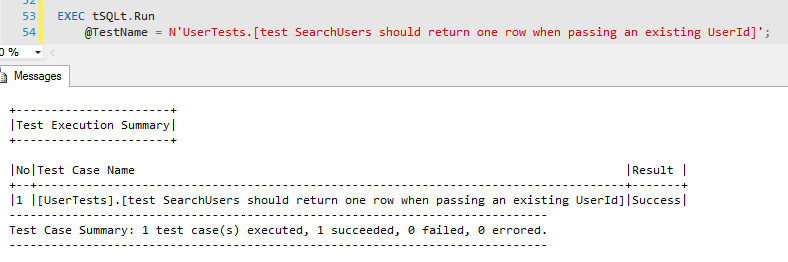 53 EXEC tSQLt.Run
54 @TestName = N'UserTests.[test SearchUsers should return one row when passing an existing UserId]';
0 %
Messages
+----------------------+
|Test Execution Summary|
+----------------------+
|No|Test Case Name |Result |
+--+------------------------------------------------------------------------------------+-------+
|1 |[UserTests].[test SearchUsers should return one row when passing an existing UserId]|Success|
-----------------------------------------------------------------------------
Test Case Summary: 1 test case(s) executed, 1 succeeded, 0 failed, 0 errored.
-----------------------------------------------------------------------------